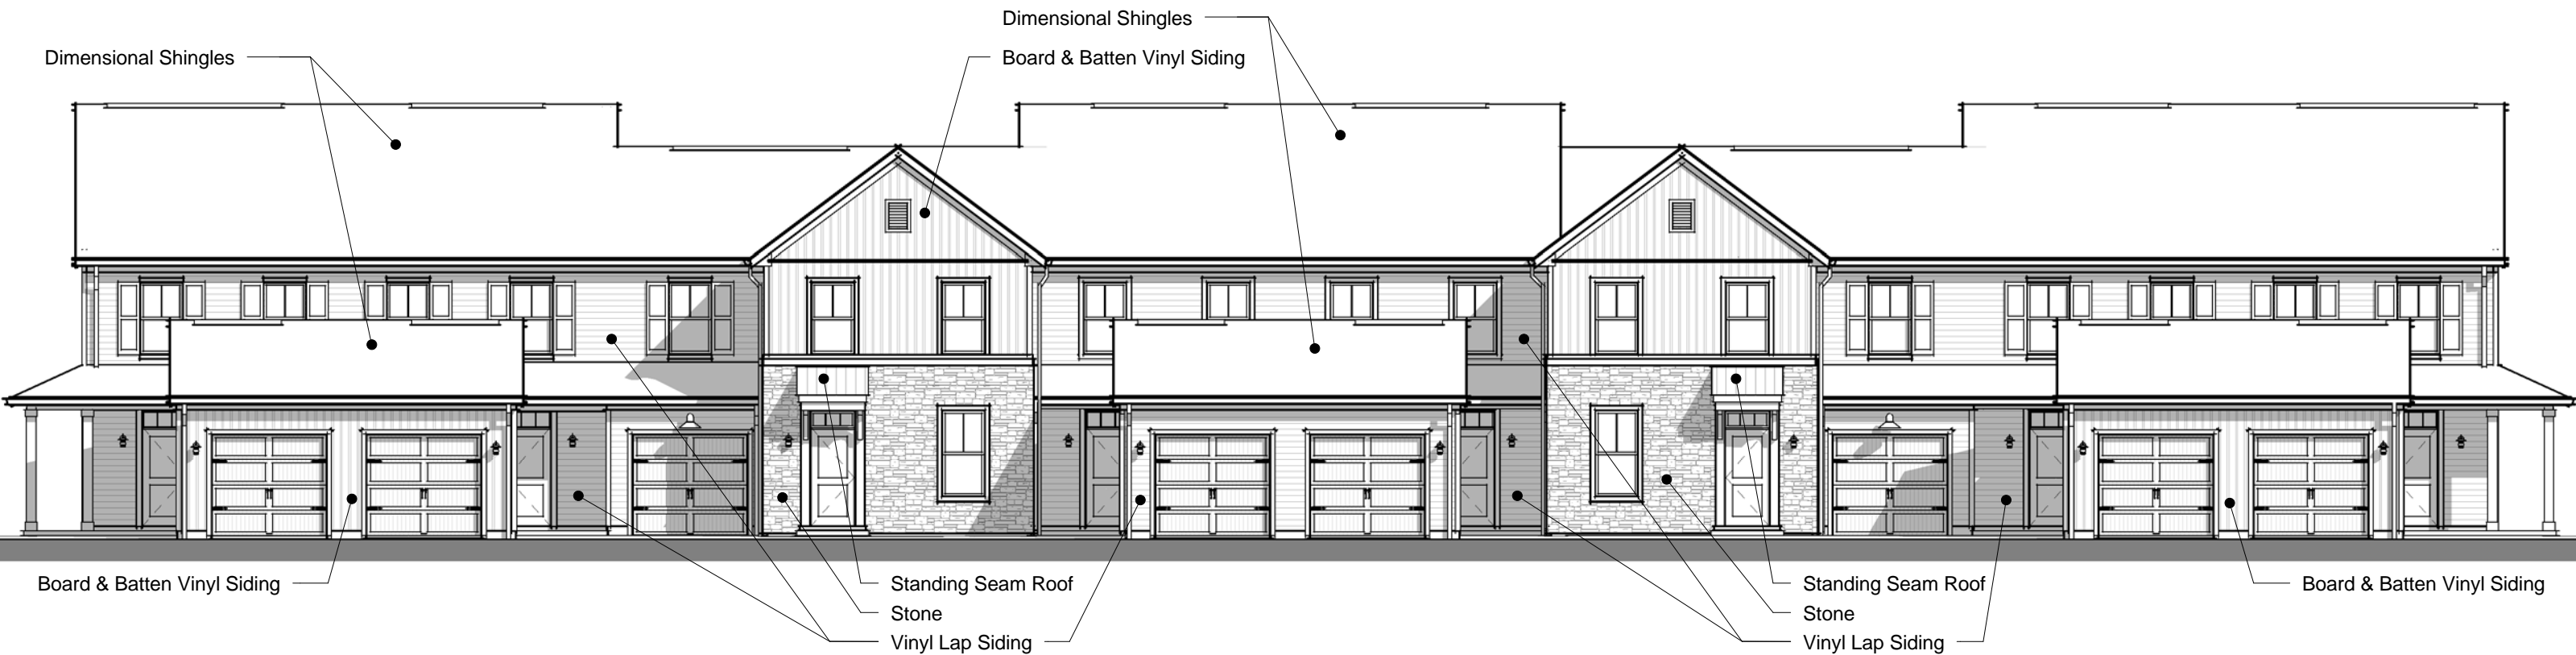 Dimensional Shingles
Dimensional Shingles
Board & Batten Vinyl Siding
Board & Batten Vinyl Siding
Standing Seam Roof
Stone
Vinyl Lap Siding
Standing Seam Roof
Stone
Vinyl Lap Siding
Board & Batten Vinyl Siding